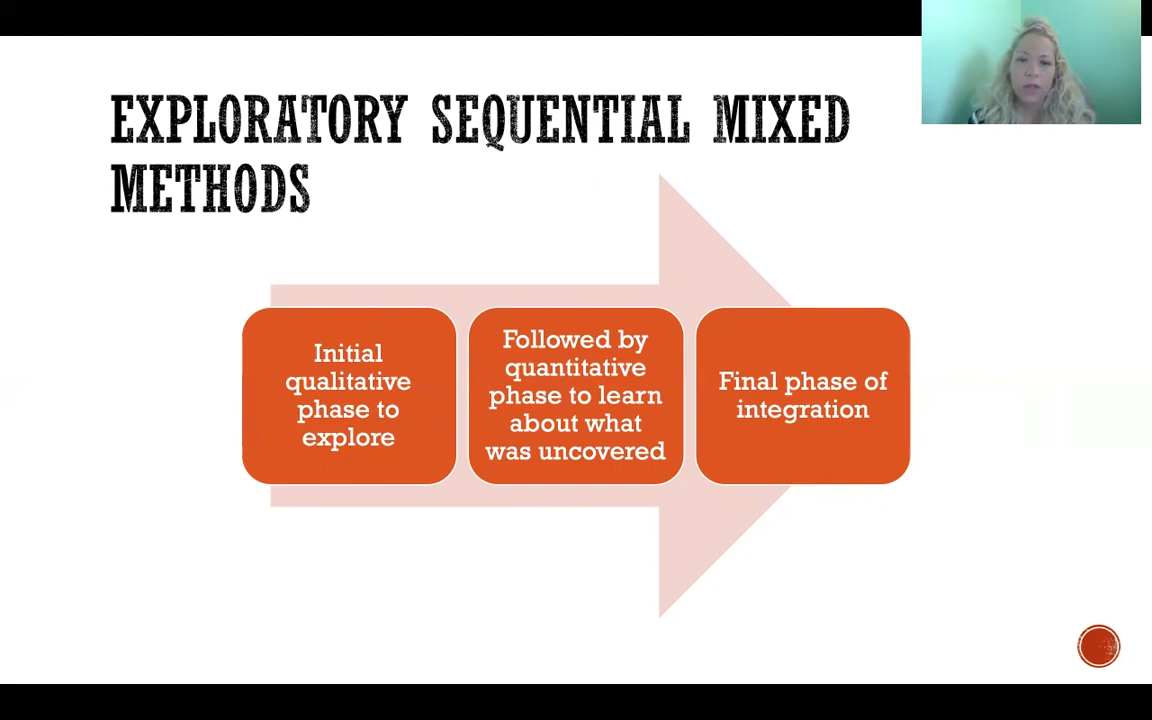 EXPLORATORY SEQUENTIAL MIXED
METHODS
Initial
qualitative
phase to
explore
Followed by
quantitative
phase to learn
about what
was uncovered
Final phase of
integration